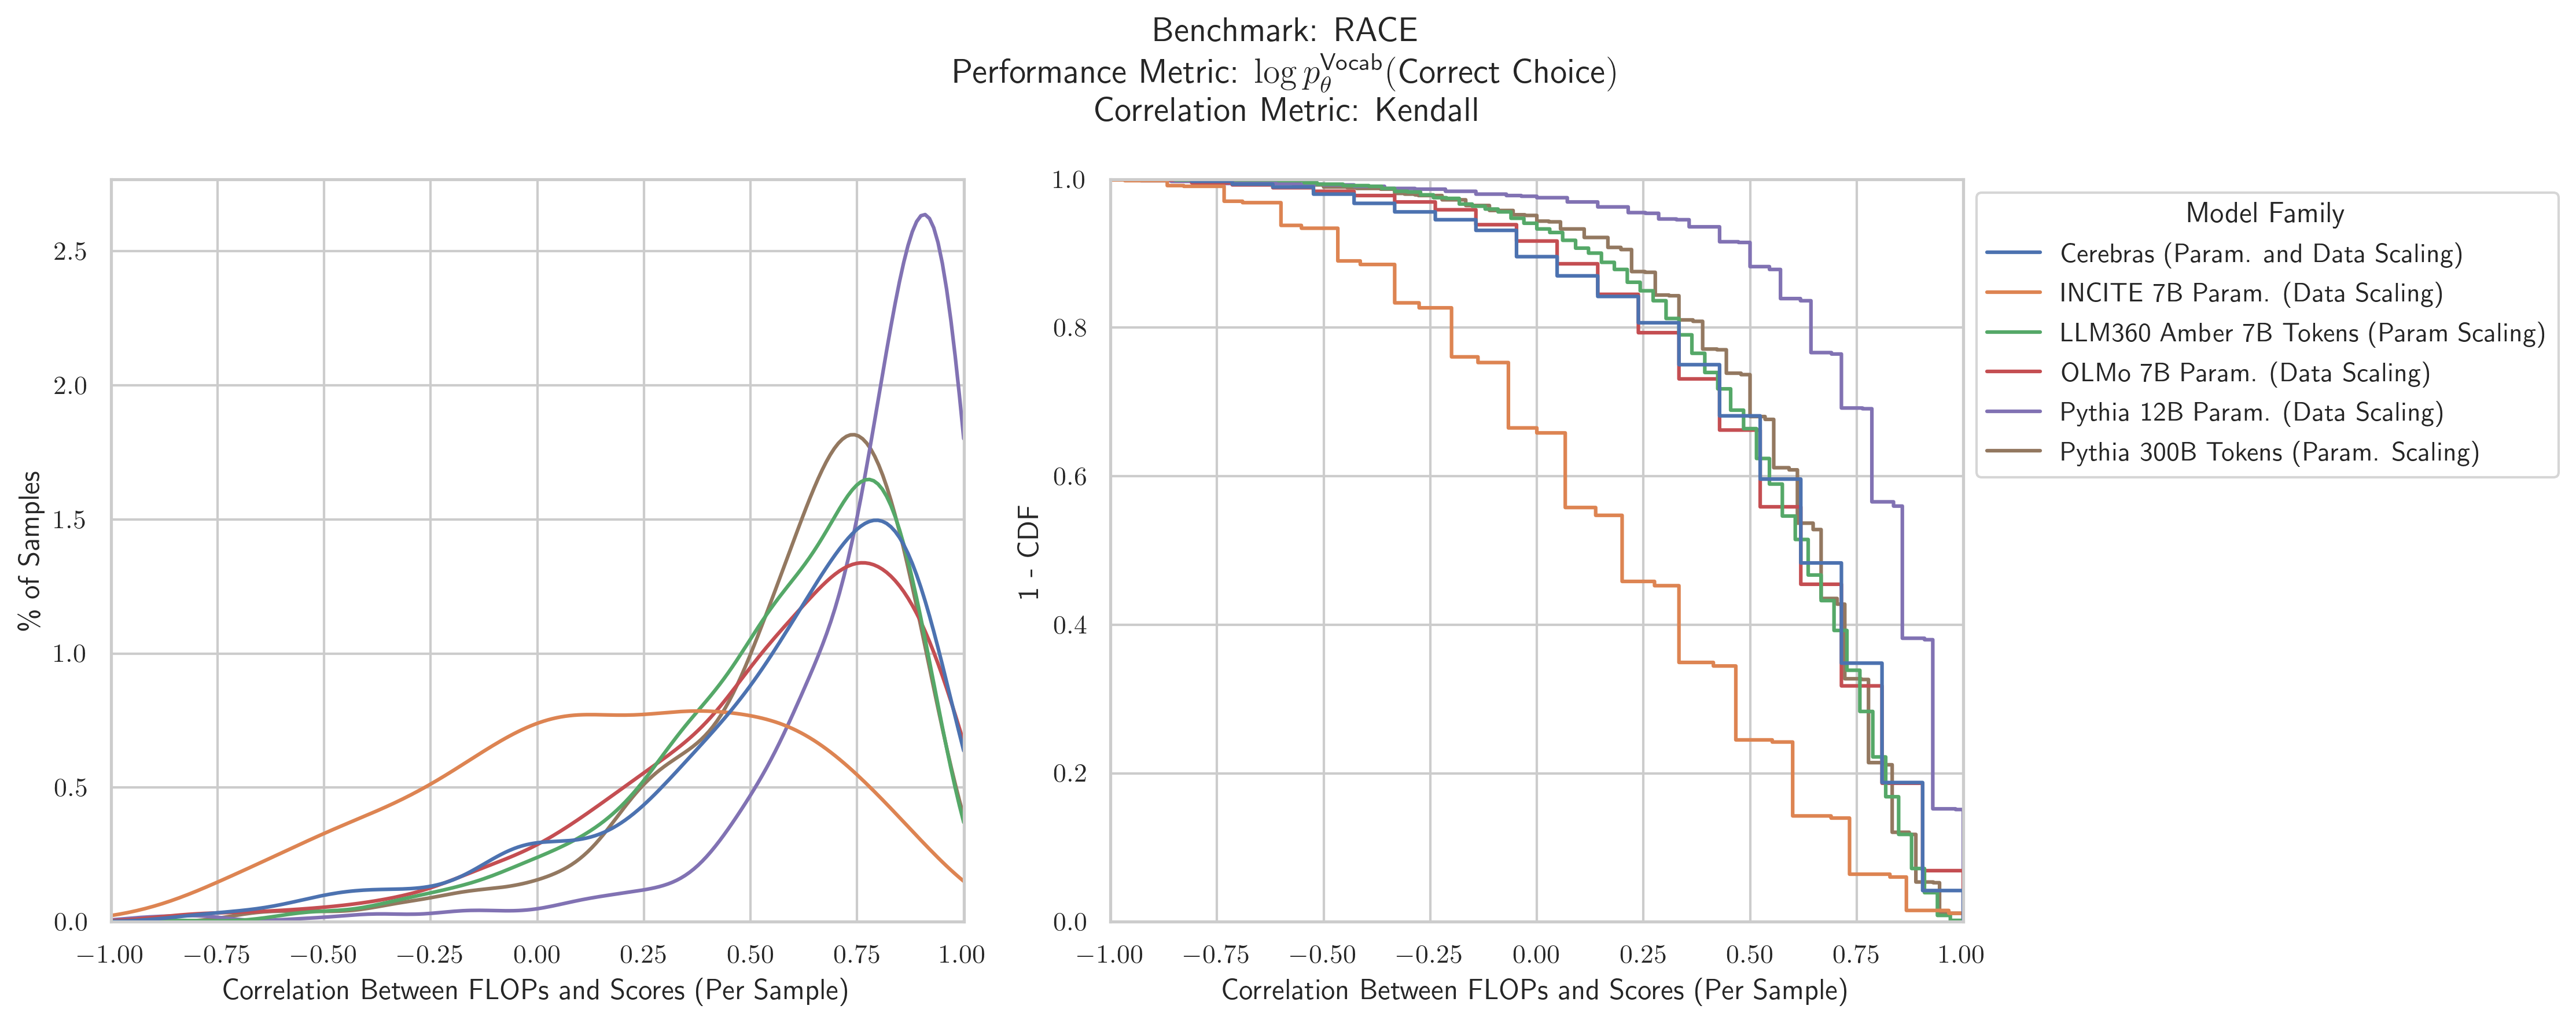 Benchmark: RACE
Performance Metric: log p_θ^Vocab(Correct Choice)
Correlation Metric: Kendall
% of Samples
2.5
2.0
1.5
1.0
0.5
0.0
−1.00 −0.75 −0.50 −0.25 0.00 0.25 0.50 0.75 1.00
Correlation Between FLOPs and Scores (Per Sample)
1 - CDF
1.0
0.8
0.6
0.4
0.2
0.0
−1.00 −0.75 −0.50 −0.25 0.00 0.25 0.50 0.75 1.00
Correlation Between FLOPs and Scores (Per Sample)
Model Family
Cerebras (Param. and Data Scaling)
INCITE 7B Param. (Data Scaling)
LLM360 Amber 7B Tokens (Param Scaling)
OLMo 7B Param. (Data Scaling)
Pythia 12B Param. (Data Scaling)
Pythia 300B Tokens (Param. Scaling)